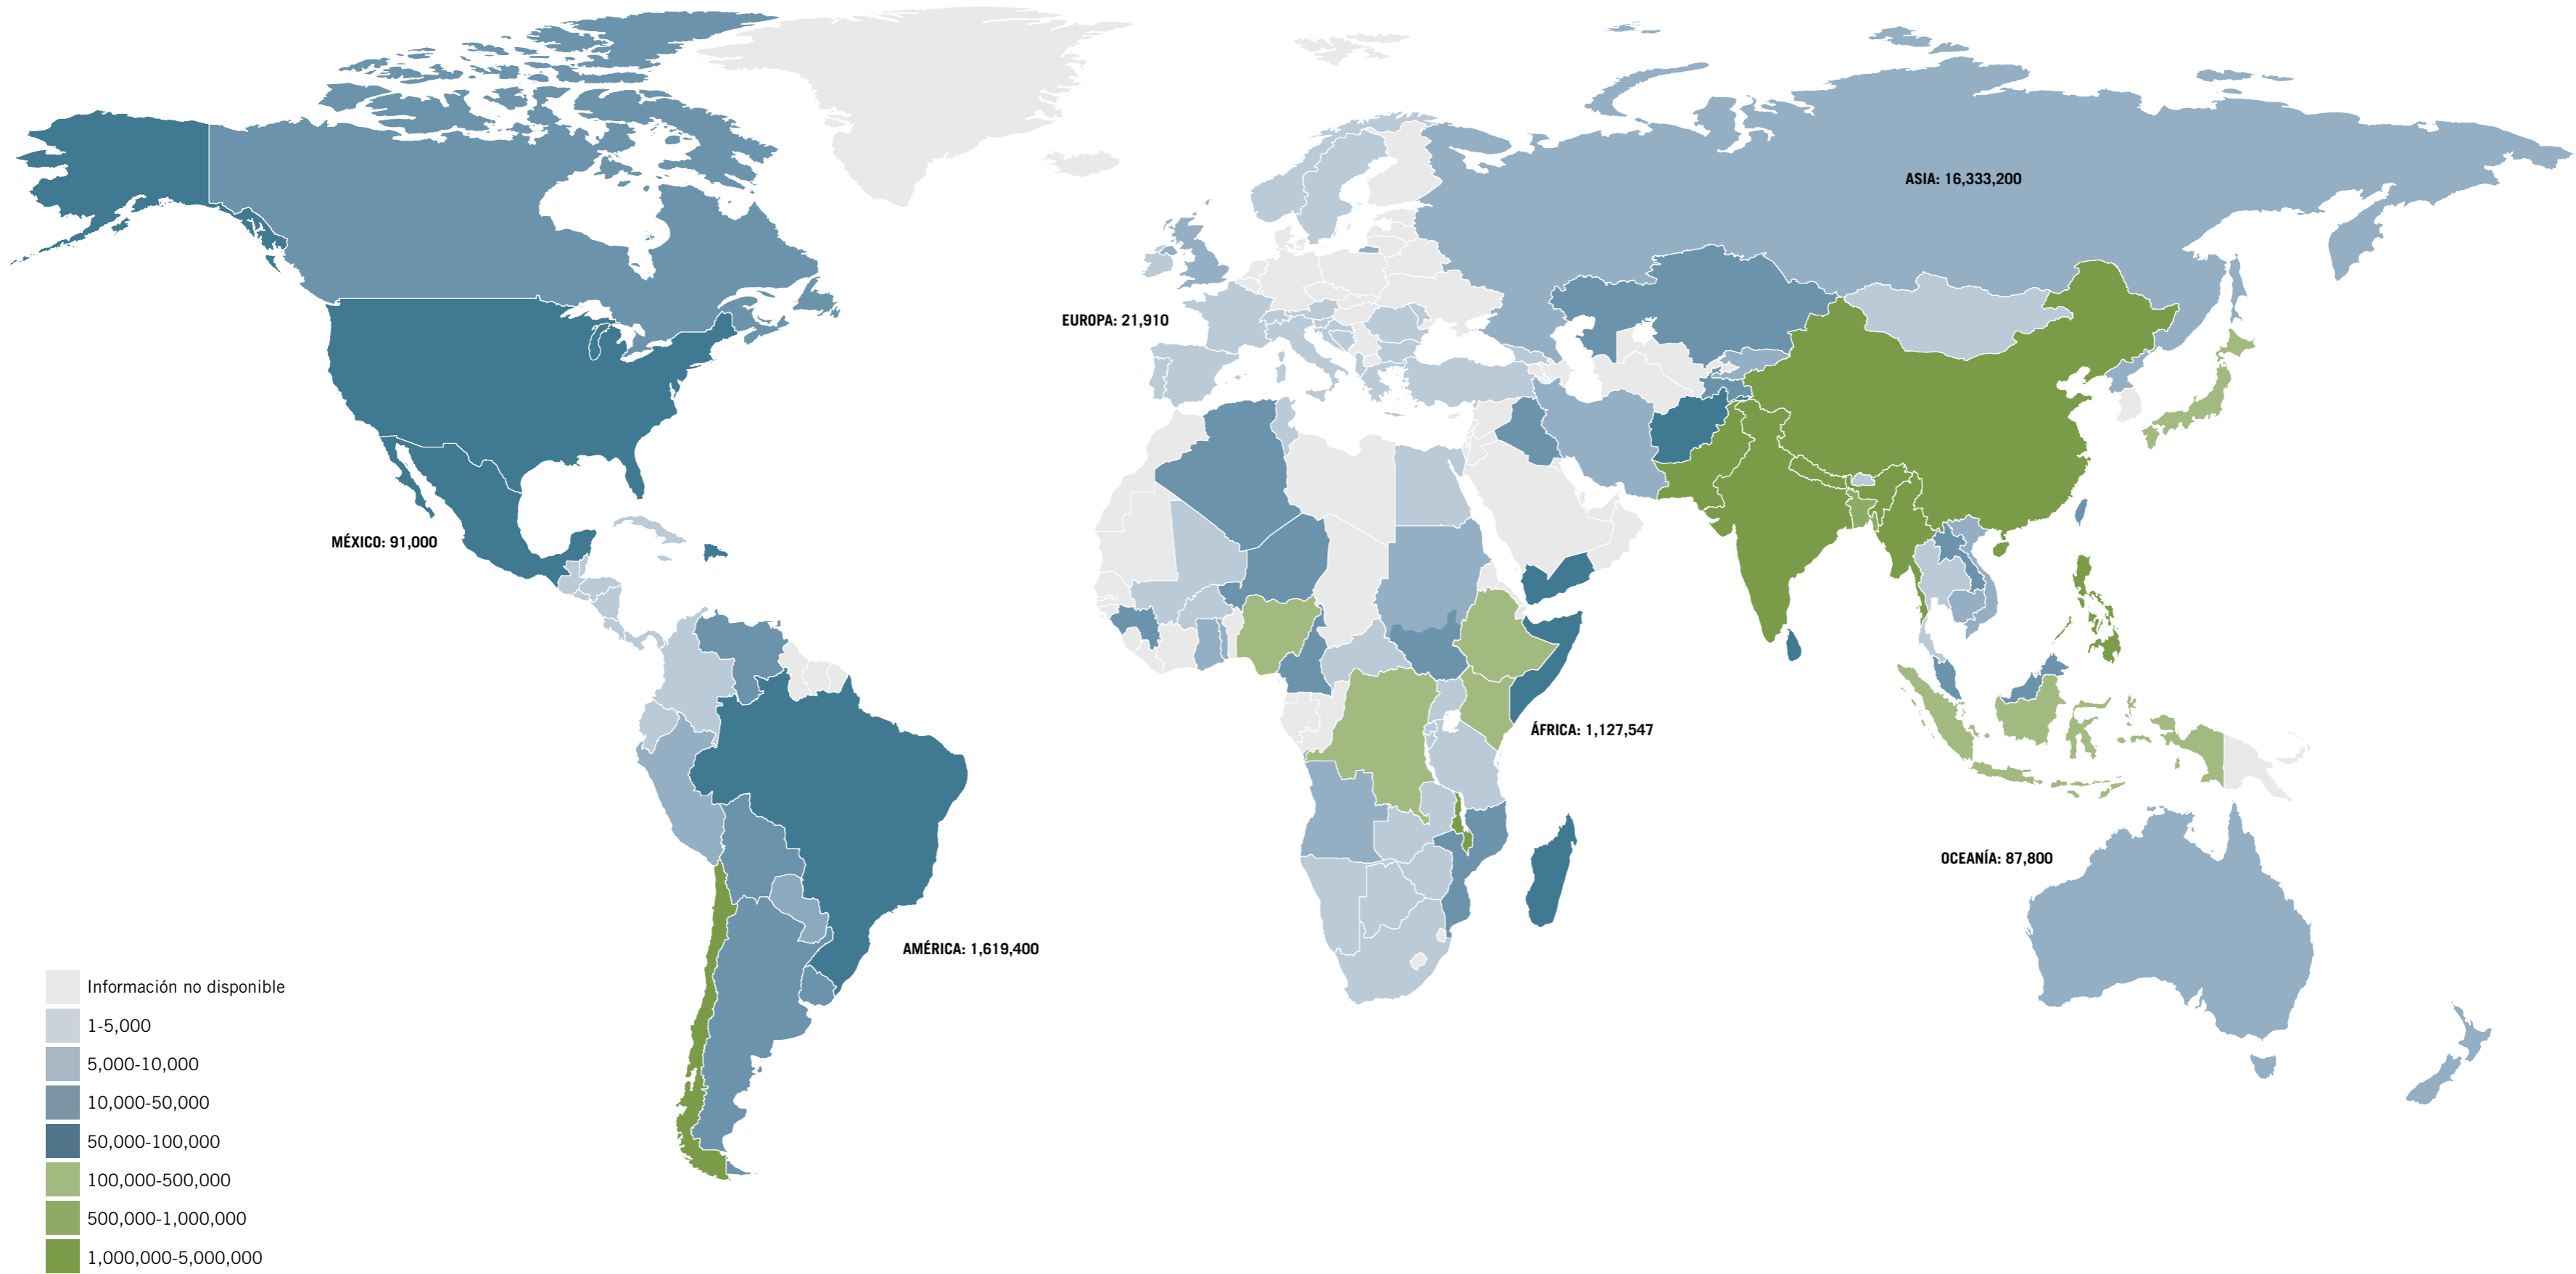 ASIA: 16,333,200
EUROPA: 21,910
MÉXICO: 91,000
ÁFRICA: 1,127,547
OCEANÍA: 87,800
AMÉRICA: 1,619,400
Información no disponible
1-5,000
5,000-10,000
10,000-50,000
50,000-100,000
100,000-500,000
500,000-1,000,000
1,000,000-5,000,000